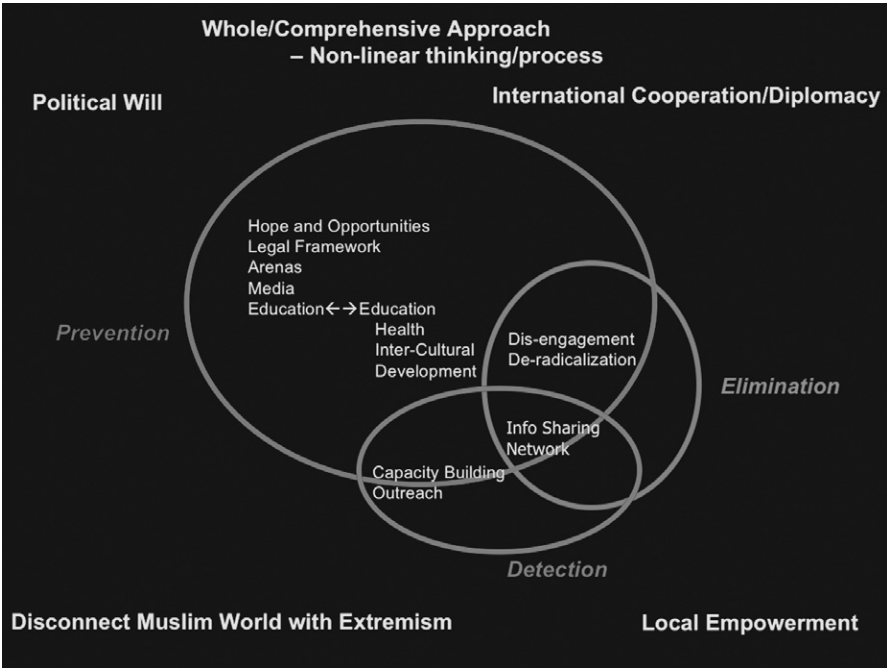 Whole/Comprehensive Approach
– Non-linear thinking/process
Political Will
International Cooperation/Diplomacy
Hope and Opportunities
Legal Framework
Arenas
Media
Education←→Education
Health
Inter-Cultural
Development
Prevention
Dis-engagement
De-radicalization
Elimination
Info Sharing
Network
Capacity Building
Outreach
Detection
Disconnect Muslim World with Extremism
Local Empowerment